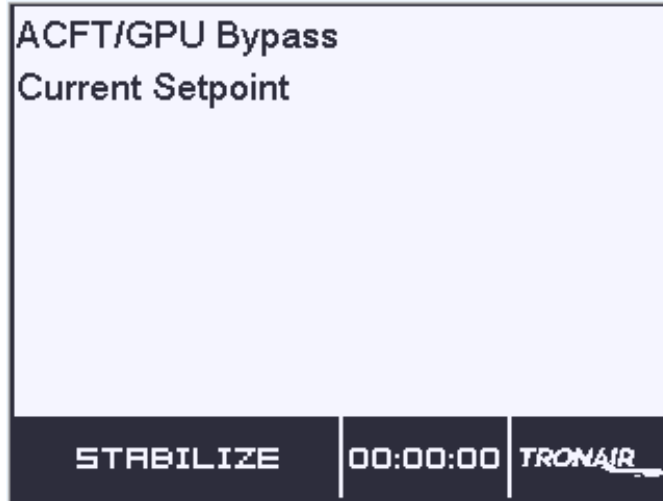 ACFT/GPU Bypass
Current Setpoint
STABILIZE 00:00:00 TRONAIR